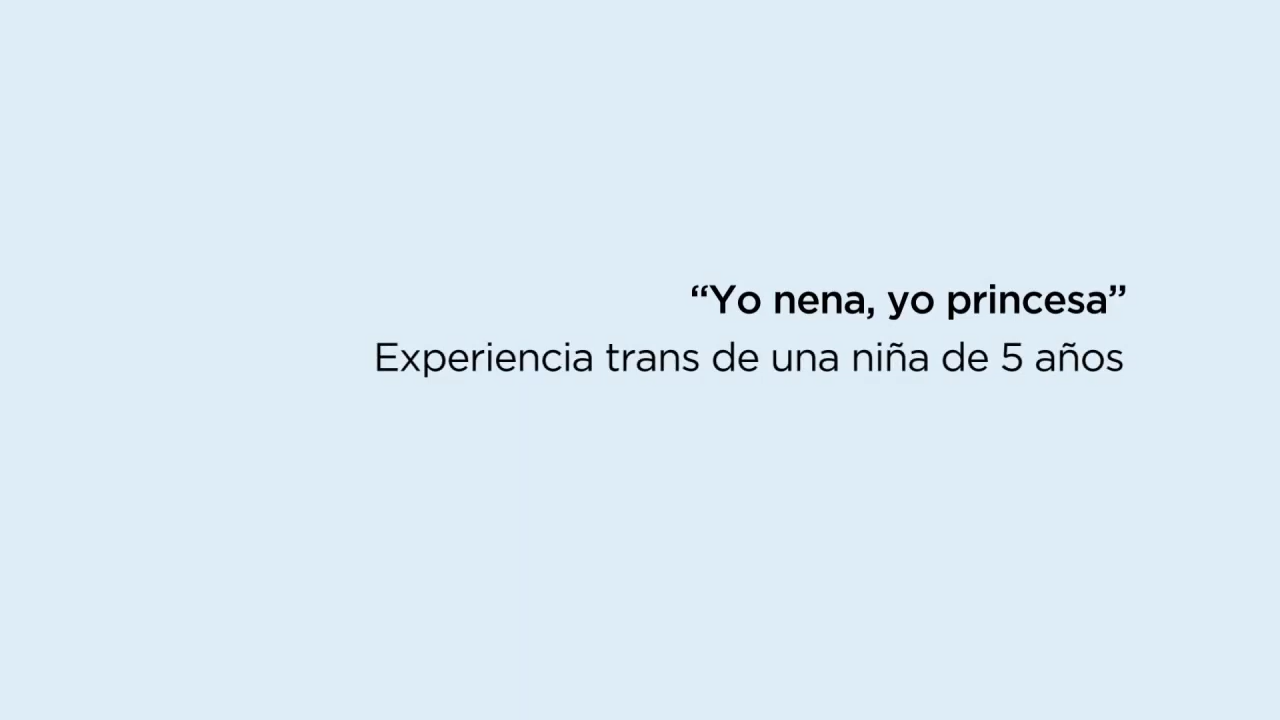 “Yo nena, yo princesa”
Experiencia trans de una niña de 5 años